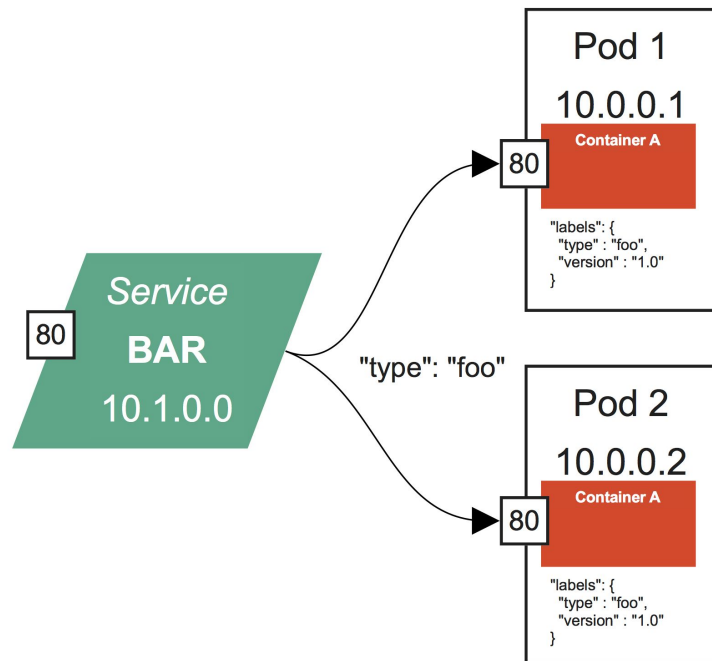 Service
BAR
10.1.0.0
80
"type": "foo"
Pod 1
10.0.0.1
Container A
80
"labels": {
"type" : "foo",
"version" : "1.0"
}
Pod 2
10.0.0.2
Container A
80
"labels": {
"type" : "foo",
"version" : "1.0"
}